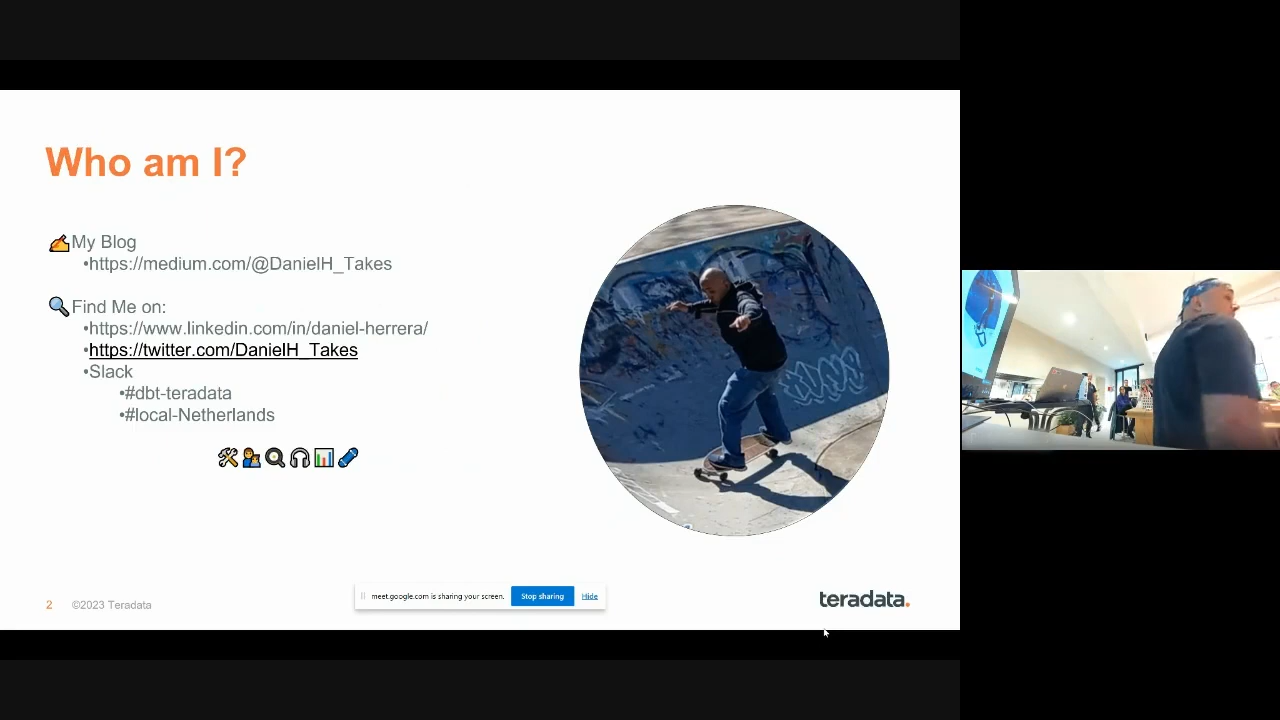 Who am I?
My Blog
•https://medium.com/@DanielH_Takes
Find Me on:
•https://www.linkedin.com/in/daniel-herrera/
•https://twitter.com/DanielH_Takes
•Slack
•#dbt-teradata
•#local-Netherlands
meet.google.com is sharing your screen. Stop sharing Hide
2 ©2023 Teradata
teradata.